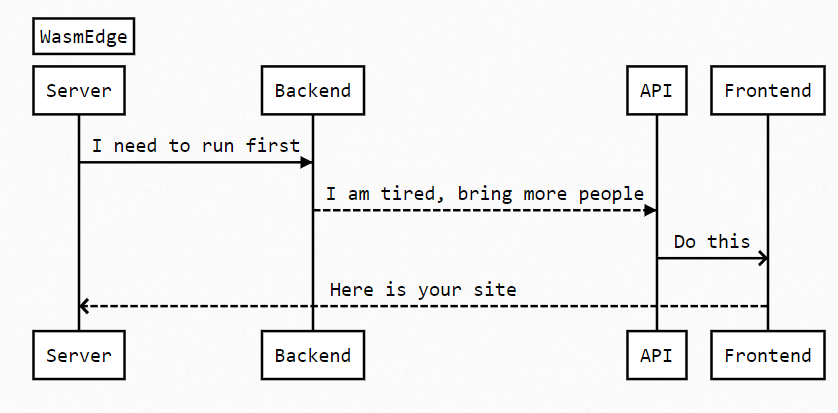 WasmEdge
Server Backend API Frontend
I need to run first
I am tired, bring more people
Do this
Here is your site
Server Backend API Frontend